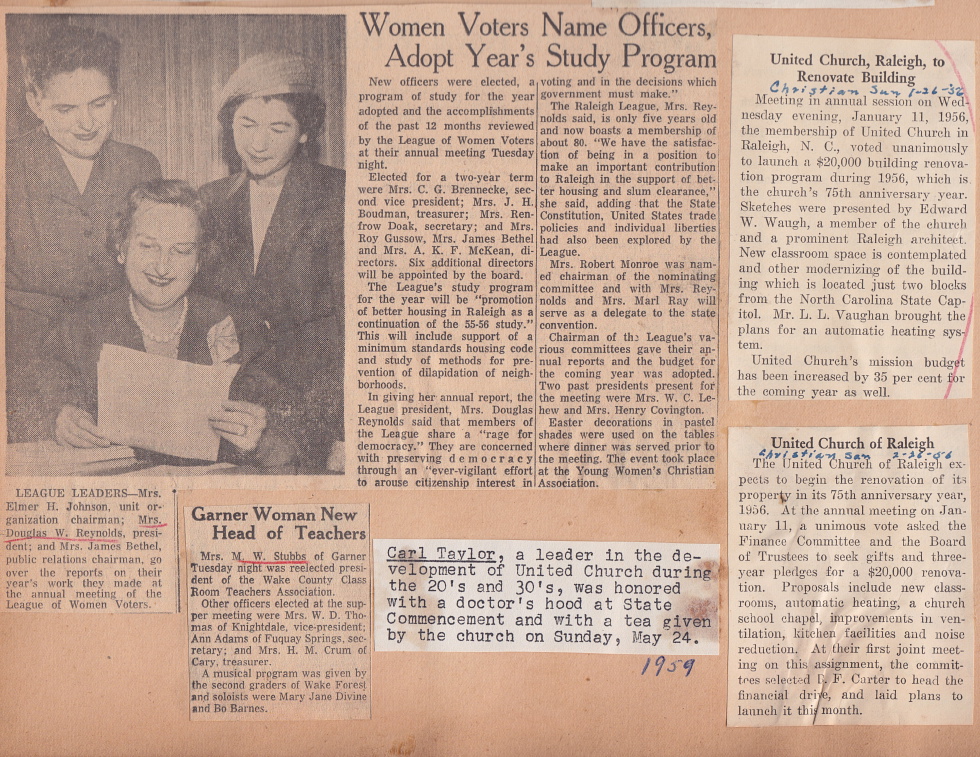 Women Voters Name Officers,
Adopt Year's Study Program
New officers were elected, a
program of study for the year
adopted and the accomplishments
of the past 12 months reviewed
by the League of Women Voters
at their annual meeting Tuesday
night.
Elected for a two-year term
were Mrs. C. G. Brennecke, sec-
ond vice president; Mrs. J. H.
Boudman, treasurer; Mrs. Ren-
frow Doak, secretary; and Mrs.
Roy Gussow, Mrs. James Bethel
and Mrs. A. K. F. McKean, di-
rectors. Six additional directors
will be appointed by the board.
The League's study program
for the year will be "promotion
of better housing in Raleigh as a
continuation of the 55-56 study."
This will include support of a
minimum standards housing code
and study of methods for pre-
vention of dilapidation of neigh-
borhoods.
In giving her annual report, the
League president, Mrs. Douglas
Reynolds said that members of
the League share a "rage for
democracy." They are concerned
with preserving democracy
through an "ever-vigilant effort
to arouse citizenship interest in
voting and in the decisions which
government must make."
The Raleigh League, Mrs. Rey-
nolds said, is only five years old
and now boasts a membership of
about 80. "We have the satisfac-
tion of being in a position to
make an important contribution
to Raleigh in the support of bet-
ter housing and slum clearance,"
she said, adding that the State
Constitution, United States trade
policies and individual liberties
had also been explored by the
League.
Mrs. Robert Monroe was nam-
ed chairman of the nominating
committee and with Mrs. Rey-
nolds and Mrs. Marl Ray will
serve as a delegate to the state
convention.
Chairman of the League's va-
rious committees gave their an-
nual reports and the budget for
the coming year was adopted.
Two past presidents present for
the meeting were Mrs. W. C. Le-
hew and Mrs. Henry Covington.
Easter decorations in pastel
shades were used on the tables
where dinner was served prior to
the meeting. The event took place
at the Young Women's Christian
Association.
LEAGUE LEADERS—Mrs.
Elmer H. Johnson, unit or-
ganization chairman; Mrs.
Douglas W. Reynolds, presi-
dent; and Mrs. James Bethel,
public relations chairman, go
over the reports on their
year's work they made at
the annual meeting of the
League of Women Voters.
Garner Woman New
Head of Teachers
Mrs. M. W. Stubbs of Garner
Tuesday night was reelected presi-
dent of the Wake County Class
Room Teachers Association.
Other officers elected at the sup-
per meeting were Mrs. W. D. Tho-
mas of Knightdale, vice-president;
Ann Adams of Fuquay Springs, sec-
retary; and Mrs. H. M. Crum of
Cary, treasurer.
A musical program was given by
the second graders of Wake Forest
and soloists were Mary Jane Divine
and Bo Barnes.
Carl Taylor, a leader in the de-
velopment of United Church during
the 20's and 30's, was honored
with a doctor's hood at State
Commencement and with a tea given
by the church on Sunday, May 24.
1959
United Church, Raleigh, to
Renovate Building
Christian Sun 1-26-56
Meeting in annual session on Wed-
nesday evening, January 11, 1956,
the membership of United Church in
Raleigh, N. C., voted unanimously
to launch a $20,000 building renova-
tion program during 1956, which is
the church's 75th anniversary year.
Sketches were presented by Edward
W. Waugh, a member of the church
and a prominent Raleigh architect.
New classroom space is contemplated
and other modernizing of the build-
ing which is located just two blocks
from the North Carolina State Cap-
itol. Mr. L. L. Vaughan brought the
plans for an automatic heating sys-
tem.
United Church's mission budget
has been increased by 35 per cent for
the coming year as well.
United Church of Raleigh
Christian Sun 2-26-56
The United Church of Raleigh ex-
pects to begin the renovation of its
property in its 75th anniversary year,
1956. At the annual meeting on Jan-
uary 11, a unimous vote asked the
Finance Committee and the Board
of Trustees to seek gifts and three-
year pledges for a $20,000 renova-
tion. Proposals include new class-
rooms, automatic heating, a church
school chapel, improvements in ven-
tilation, kitchen facilities and noise
reduction. At their first joint meet-
ing on this assignment, the commit-
tees selected R. F. Carter to head the
financial drive, and laid plans to
launch it this month.